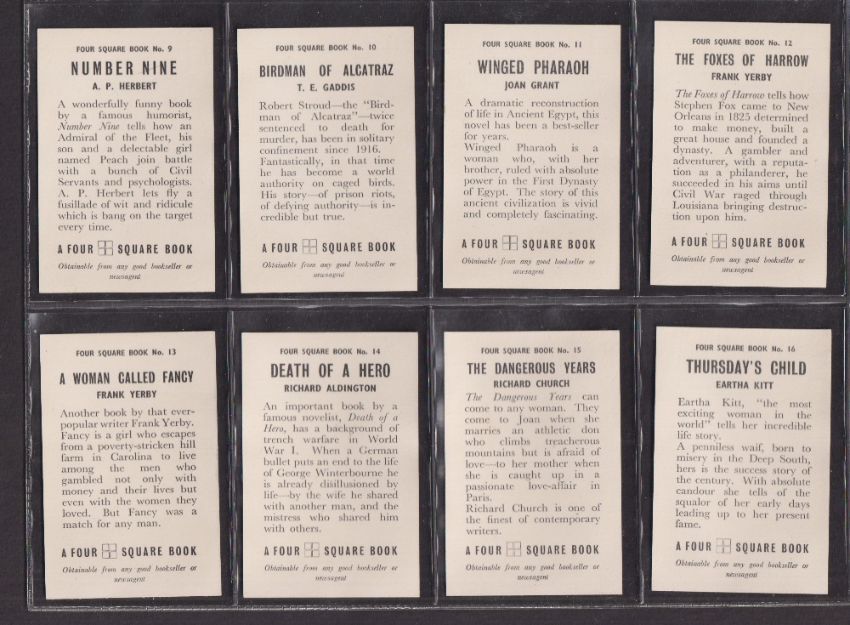 FOUR SQUARE BOOK No. 9
NUMBER NINE
A. P. HERBERT
A wonderfully funny book
by a famous humorist,
Number Nine tells how an
Admiral of the Fleet, his
son and a delectable girl
named Peach join battle
with a bunch of Civil
Servants and psychologists.
A. P. Herbert lets fly a
fusillade of wit and ridicule
which is bang on the target
every time.
A FOUR SQUARE BOOK
Obtainable from any good bookseller or
newsagent
FOUR SQUARE BOOK No. 10
BIRDMAN OF ALCATRAZ
T. E. GADDIS
Robert Stroud—the "Bird-
man of Alcatraz"—twice
sentenced to death for
murder, has been in solitary
confinement since 1916.
Fantastically, in that time
he has become a world
authority on caged birds.
His story—of prison riots,
of defying authority—is in-
credible but true.
A FOUR SQUARE BOOK
Obtainable from any good bookseller or
newsagent
FOUR SQUARE BOOK No. 11
WINGED PHARAOH
JOAN GRANT
A dramatic reconstruction
of life in Ancient Egypt, this
novel has been a best-seller
for years.
Winged Pharaoh is a
woman who, with her
brother, ruled with absolute
power in the First Dynasty
of Egypt. The story of this
ancient civilization is vivid
and completely fascinating.
A FOUR SQUARE BOOK
Obtainable from any good bookseller or
newsagent
FOUR SQUARE BOOK No. 12
THE FOXES OF HARROW
FRANK YERBY
The Foxes of Harrow tells how
Stephen Fox came to New
Orleans in 1825 determined
to make money, built a
great house and founded a
dynasty. A gambler and
adventurer, with a reputa-
tion as a philanderer, he
succeeded in his aims until
Civil War raged through
Louisiana bringing destruc-
tion upon him.
A FOUR SQUARE BOOK
Obtainable from any good bookseller or
newsagent
FOUR SQUARE BOOK No. 13
A WOMAN CALLED FANCY
FRANK YERBY
Another book by that ever-
popular writer Frank Yerby.
Fancy is a girl who escapes
from a poverty-stricken hill
farm in Carolina to live
among the men who
gambled not only with
money and their lives but
even with the women they
loved. But Fancy was a
match for any man.
A FOUR SQUARE BOOK
Obtainable from any good bookseller or
newsagent
FOUR SQUARE BOOK No. 14
DEATH OF A HERO
RICHARD ALDINGTON
An important book by a
famous novelist, Death of a
Hero, has a background of
trench warfare in World
War I. When a German
bullet puts an end to the life
of George Winterbourne he
is already disillusioned by
life—by the wife he shared
with another man, and the
mistress who shared him
with others.
A FOUR SQUARE BOOK
Obtainable from any good bookseller or
newsagent
FOUR SQUARE BOOK No. 15
THE DANGEROUS YEARS
RICHARD CHURCH
The Dangerous Years can
come to any woman. They
come to Joan when she
marries an athletic don
who climbs treacherous
mountains but is afraid of
love—to her mother when
she is caught up in a
passionate love-affair in
Paris.
Richard Church is one of
the finest of contemporary
writers.
A FOUR SQUARE BOOK
Obtainable from any good bookseller or
newsagent
FOUR SQUARE BOOK No. 16
THURSDAY'S CHILD
EARTHA KITT
Eartha Kitt, "the most
exciting woman in the
world" tells her incredible
life story.
A penniless waif, born to
misery in the Deep South,
hers is the success story of
the century. With absolute
candour she tells of the
squalor of her early days
leading up to her present
fame.
A FOUR SQUARE BOOK
Obtainable from any good bookseller or
newsagent